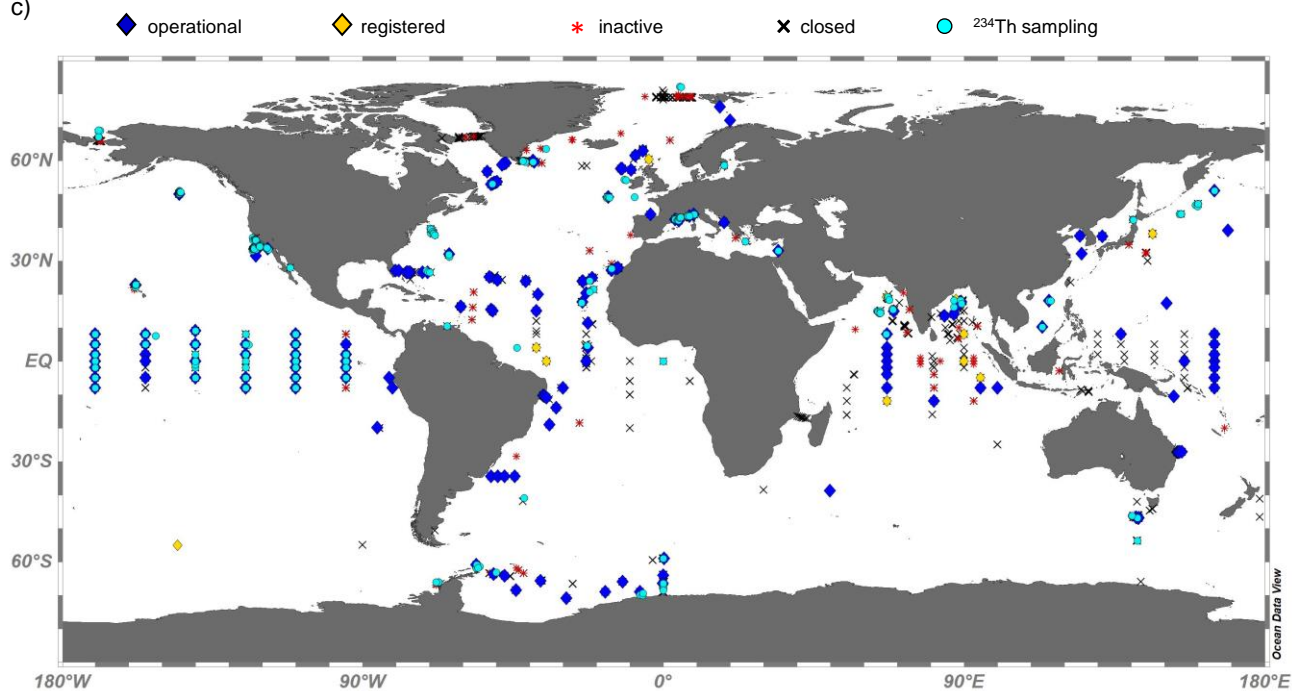 c)
operational registered inactive closed ²³⁴Th sampling
60°N
30°N
EQ
30°S
60°S
180°W 90°W 0° 90°E 180°E
Ocean Data View